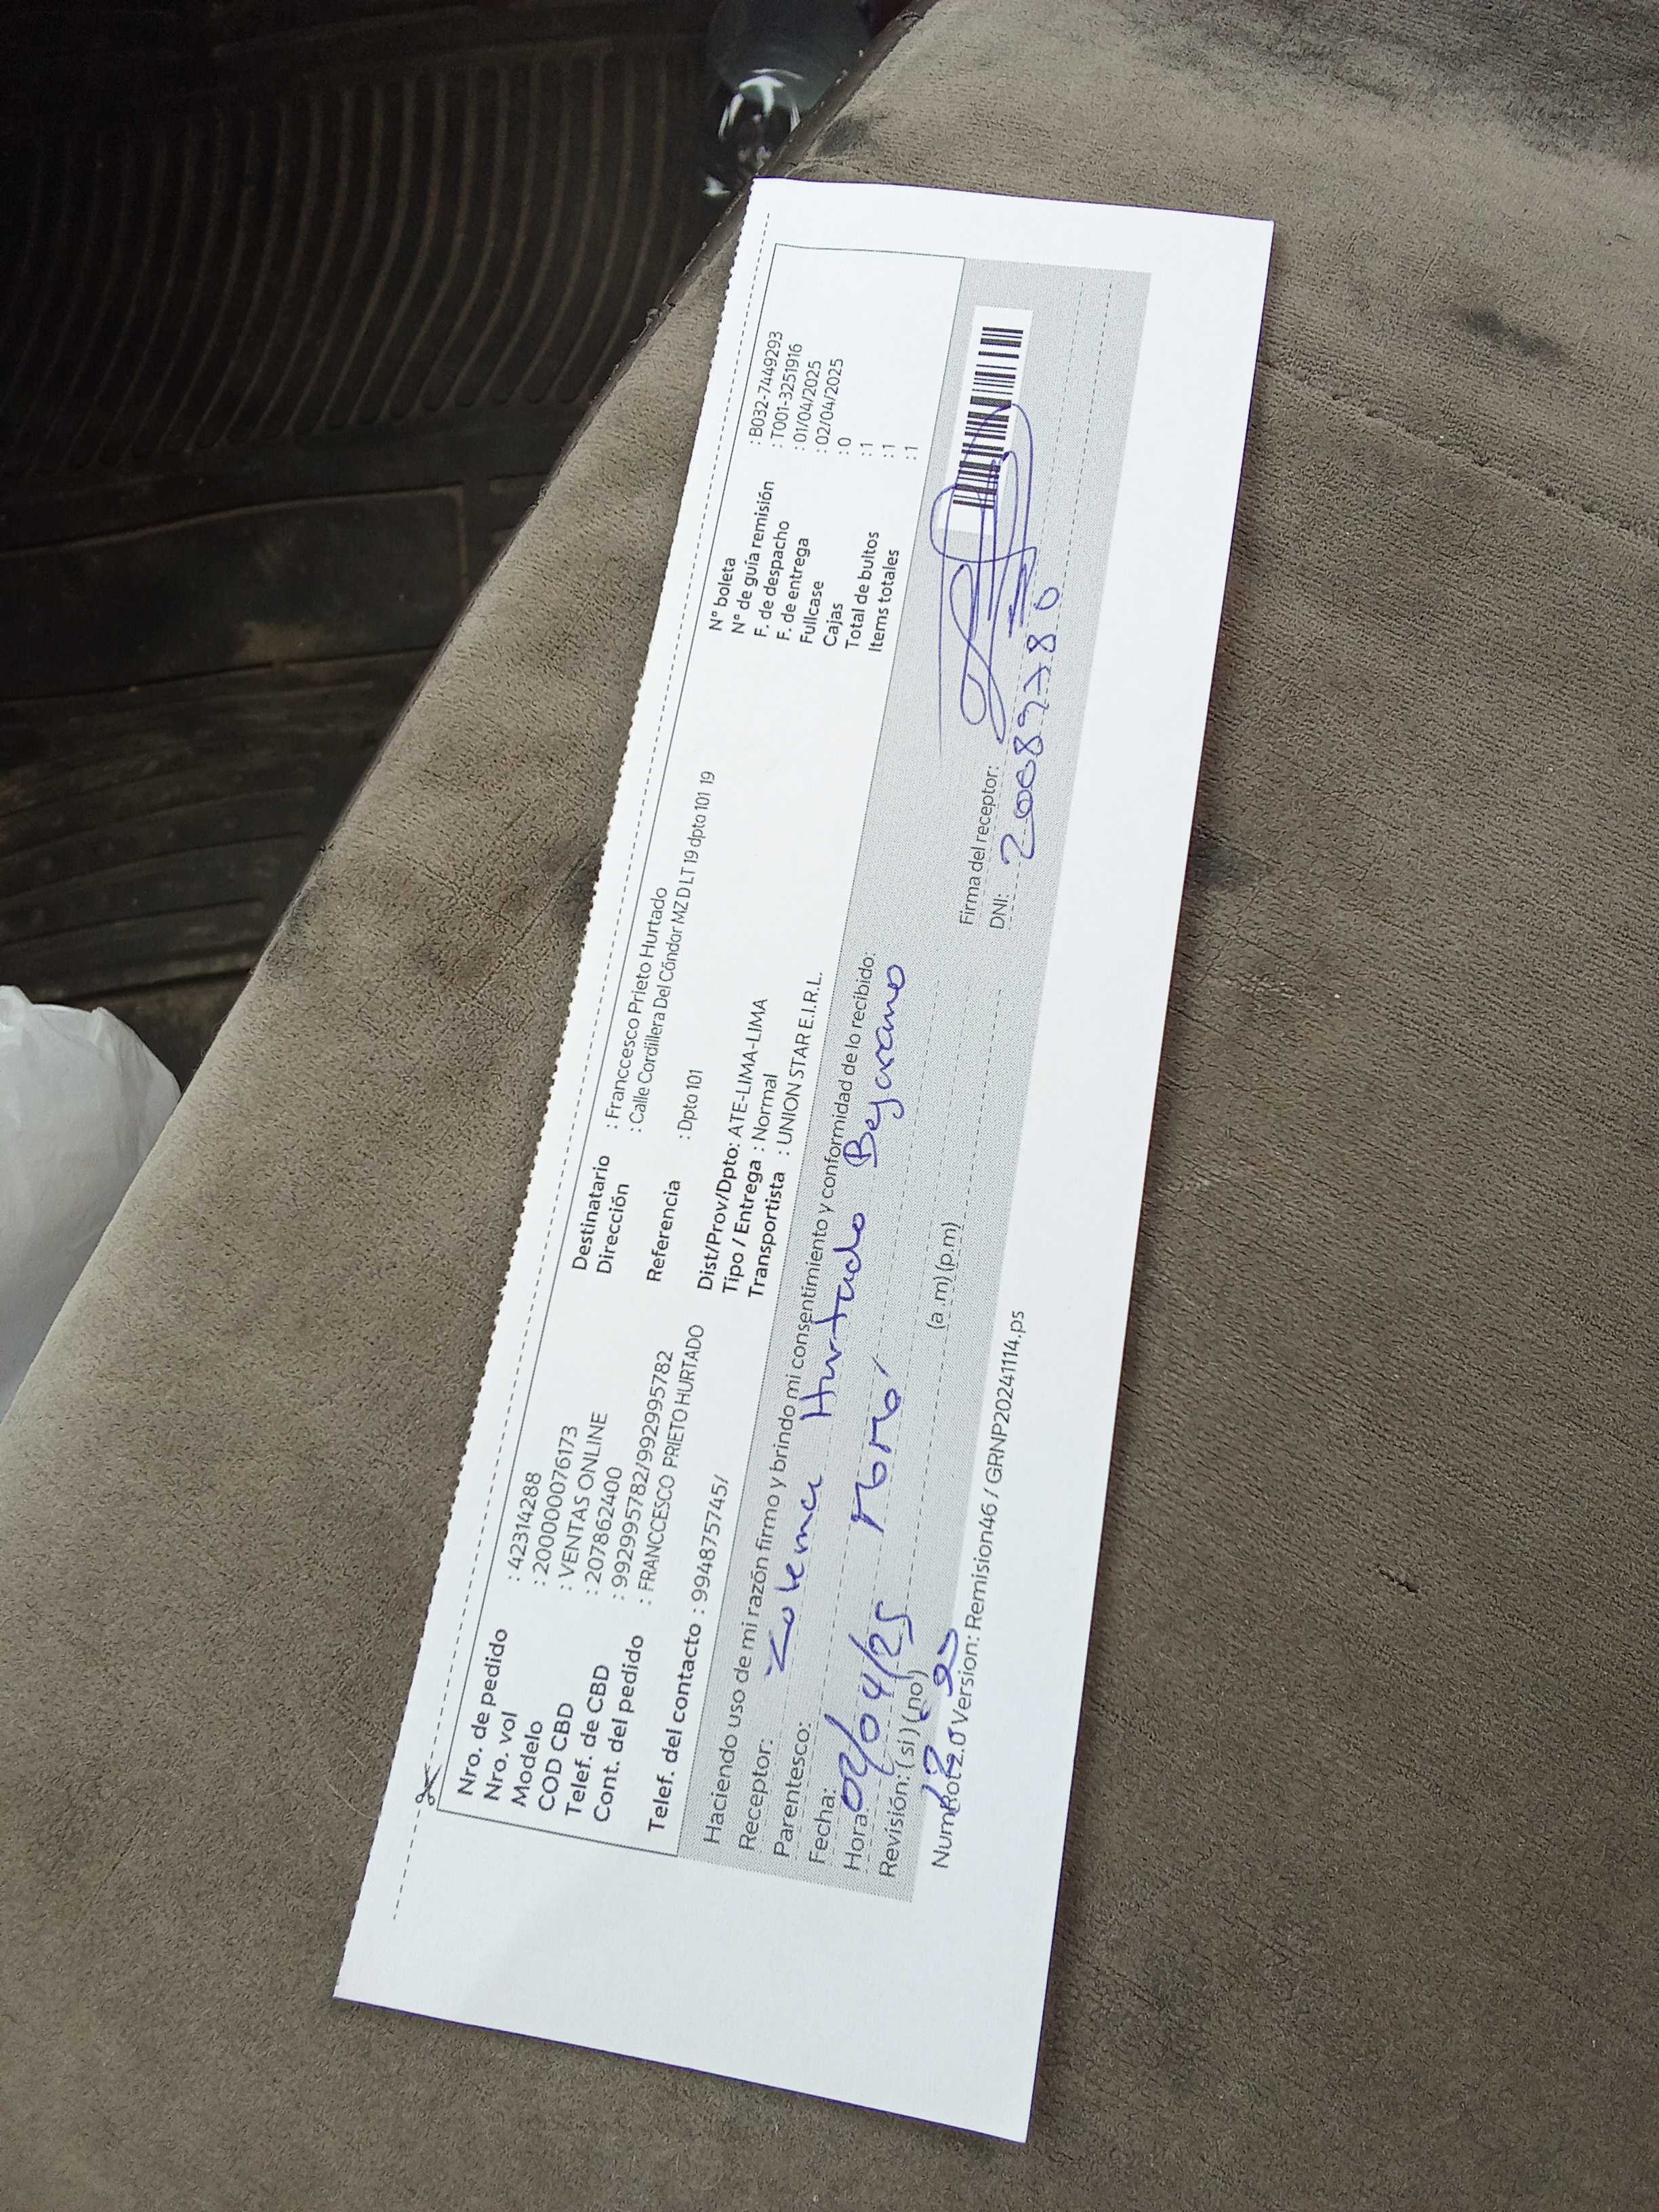 Nro. de pedido : 42314288
Nro. vol : 2000000076173
Modelo : VENTAS ONLINE
COD CBD : 207862400
Telef. de CBD : 992995782/992995782
Cont. del pedido : FRANCCESCO PRIETO HURTADO
Telef. del contacto : 994875745/
Destinatario : Franccesco Prieto Hurtado
Dirección : Calle Cordillera Del Cóndor MZ D LT 19 dpto 101 19
Referencia : Dpto 101
Dist/Prov/Dpto: ATE-LIMA-LIMA
Tipo / Entrega : Normal
Transportista : UNION STAR E.I.R.L.
N° boleta : B032-7449293
N° de guía remisión : T001-3251916
F. de despacho : 01/04/2025
F. de entrega : 02/04/2025
Fullcase : 0
Cajas : 1
Total de bultos : 1
Items totales : 1
Haciendo uso de mi razón firmo y brindo mi consentimiento y conformidad de lo recibido:
Receptor: Hurtado Bejarano
Parentesco:
Fecha: 02/04/25
Hora (a.m) (p.m)
Revisión: (si) (no)
Firma del receptor:
DNI: 20089778 0
Version: Remision46 / GRNP20241114.ps